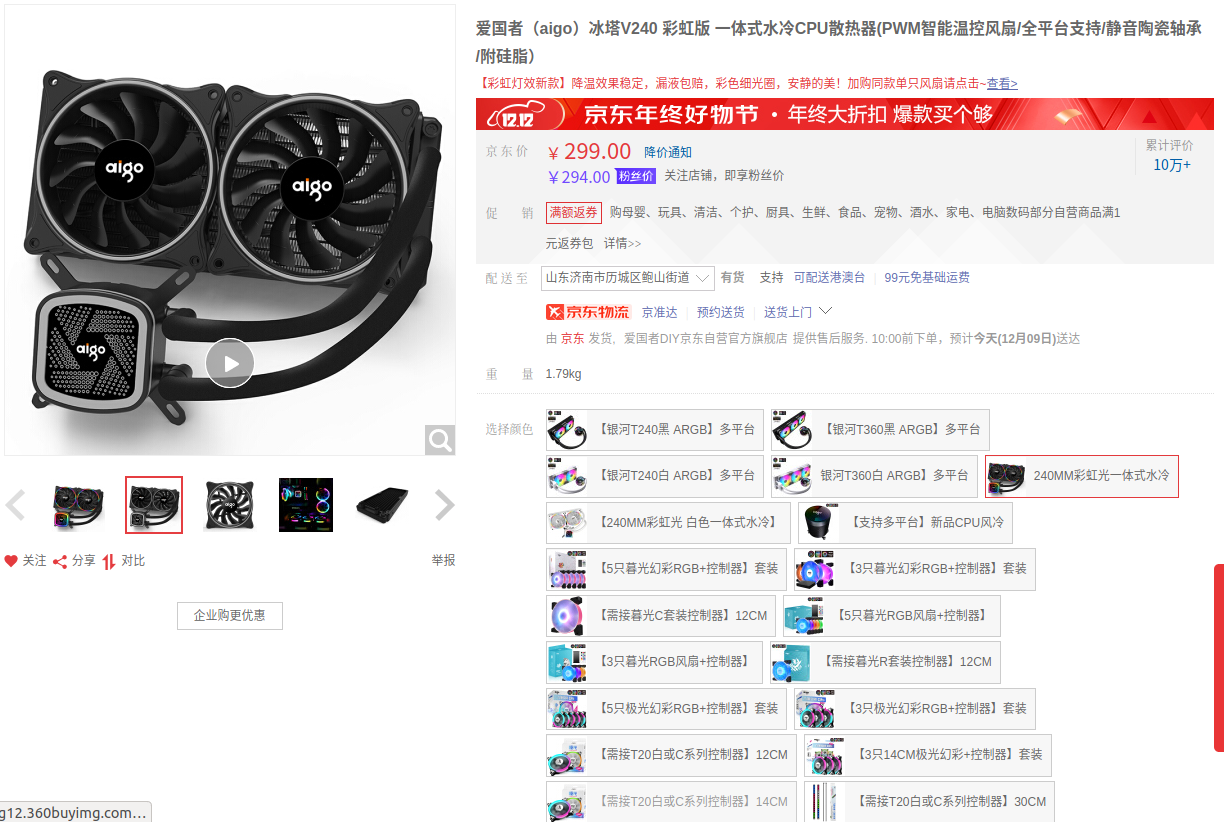 爱国者（aigo）冰塔V240 彩虹版 一体式水冷CPU散热器(PWM智能温控风扇/全平台支持/静音陶瓷轴承
/附硅脂）
【彩虹灯效新款】降温效果稳定，漏液包赔，彩色细光圈，安静的美！加购同款单只风扇请点击~查看>
12.12 京东年终好物节 · 年终大折扣 爆款买个够
京东价 ￥299.00 降价通知
累计评价
10万+
￥294.00 粉丝价 关注店铺，即享粉丝价
促销 满额返券 购母婴、玩具、清洁、个护、厨具、生鲜、食品、宠物、酒水、家电、电脑数码部分自营商品满1
元返券包 详情>>
配送至 山东济南市历城区鲍山街道 有货 支持 可配送港澳台 99元免基础运费
京东物流 京准达 预约送货 送货上门
由 京东 发货，爱国者DIY京东自营官方旗舰店 提供售后服务. 10:00前下单，预计今天(12月09日)送达
重量 1.79kg
选择颜色 【银河T240黑 ARGB】多平台 【银河T360黑 ARGB】多平台
【银河T240白 ARGB】多平台 银河T360白 ARGB】多平台 240MM彩虹光一体式水冷
【240MM彩虹光 白色一体式水冷】 【支持多平台】新品CPU风冷
【5只暮光幻彩RGB+控制器】套装 【3只暮光幻彩RGB+控制器】套装
【需接暮光C套装控制器】12CM 【5只暮光RGB风扇+控制器】
【3只暮光RGB风扇+控制器】 【需接暮光R套装控制器】12CM
【5只极光幻彩RGB+控制器】套装 【3只极光幻彩RGB+控制器】套装
【需接T20白或C系列控制器】12CM 【3只14CM极光幻彩+控制器】套装
【需接T20白或C系列控制器】14CM 【需接T20白或C系列控制器】30CM
aigo
aigo
aigo
关注 分享 对比 举报
企业购更优惠
g12.360buyimg.com…